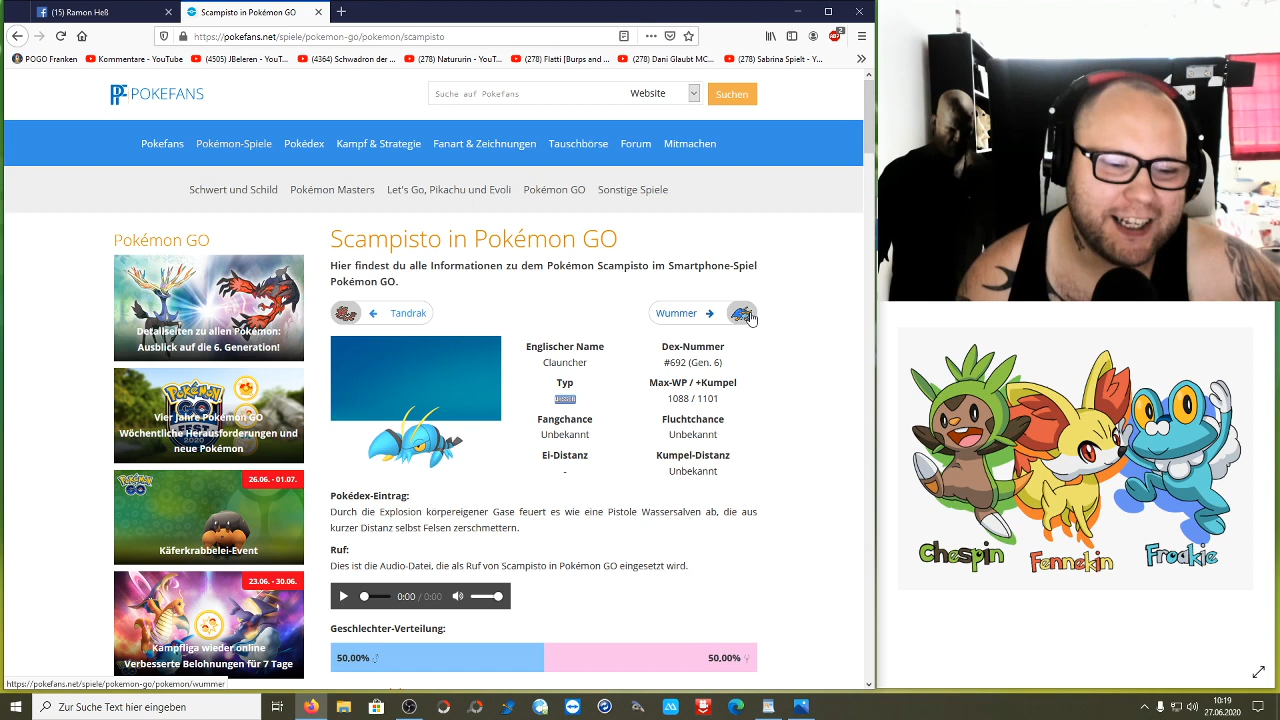 (15) Ramon Heß
Scampisto in Pokémon GO
https://pokefans.net/spiele/pokemon-go/pokemon/scampisto
POGO Franken
Kommentare - YouTube
(4505) JBeleren - YouT...
(4364) Schwadron der ...
(278) Natururin - YouT...
(278) Flatti [Burps and ...
(278) Dani Glaubt MC...
(278) Sabrina Spielt - Y...
POKEFANS
Suche auf Pokefans
Website
Suchen
Pokefans
Pokémon-Spiele
Pokédex
Kampf & Strategie
Fanart & Zeichnungen
Tauschbörse
Forum
Mitmachen
Schwert und Schild
Pokémon Masters
Let's Go, Pikachu und Evoli
Pokémon GO
Sonstige Spiele
Pokémon GO
Detailseiten zu allen Pokémon:
Ausblick auf die 6. Generation!
Vier Jahre Pokémon GO
Wöchentliche Herausforderungen und
neue Pokémon
26.06. - 01.07.
Käferkrabbelei-Event
23.06. - 30.06.
Kampfliga wieder online
Verbesserte Belohnungen für 7 Tage
Scampisto in Pokémon GO
Hier findest du alle Informationen zu dem Pokémon Scampisto im Smartphone-Spiel
Pokémon GO.
Tandrak
Wummer
Englischer Name
Clauncher
Dex-Nummer
#692 (Gen. 6)
Typ
WASSER
Max-WP / +Kumpel
1088 / 1101
Fangchance
Unbekannt
Fluchtchance
Unbekannt
Ei-Distanz
-
Kumpel-Distanz
Unbekannt
Pokédex-Eintrag:
Durch die Explosion körpereigener Gase feuert es wie eine Pistole Wassersalven ab, die aus
kurzer Distanz selbst Felsen zerschmettern.
Ruf:
Dies ist die Audio-Datei, die als Ruf von Scampisto in Pokémon GO eingesetzt wird.
0:00 / 0:00
Geschlechter-Verteilung:
50,00% ♂
50,00% ♀
https://pokefans.net/spiele/pokemon-go/pokemon/wummer
Chespin
Fennekin
Froakie
Zur Suche Text hier eingeben
10:19
27.06.2020